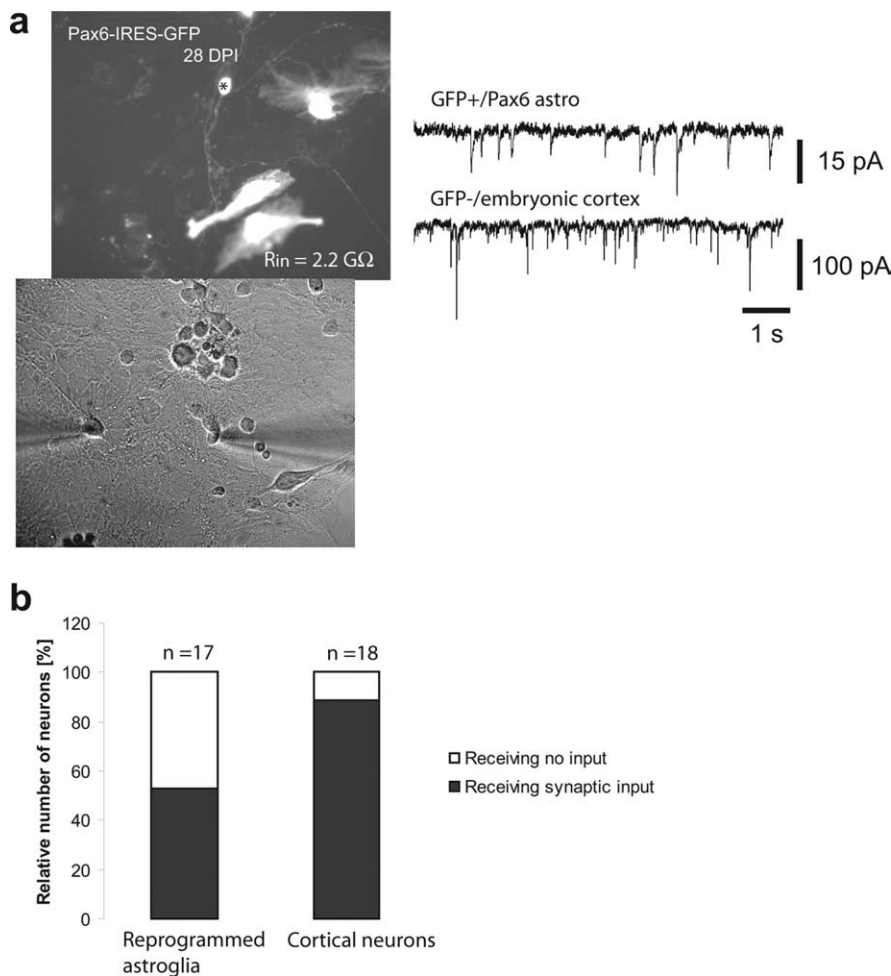 a
Pax6-IRES-GFP
28 DPI
*
Rin = 2.2 GΩ
GFP+/Pax6 astro
15 pA
GFP-/embryonic cortex
100 pA
1 s
b
Relative number of neurons [%]
120
100
80
60
40
20
0
n =17
n =18
Reprogrammed
astroglia
Cortical neurons
Receiving no input
Receiving synaptic input